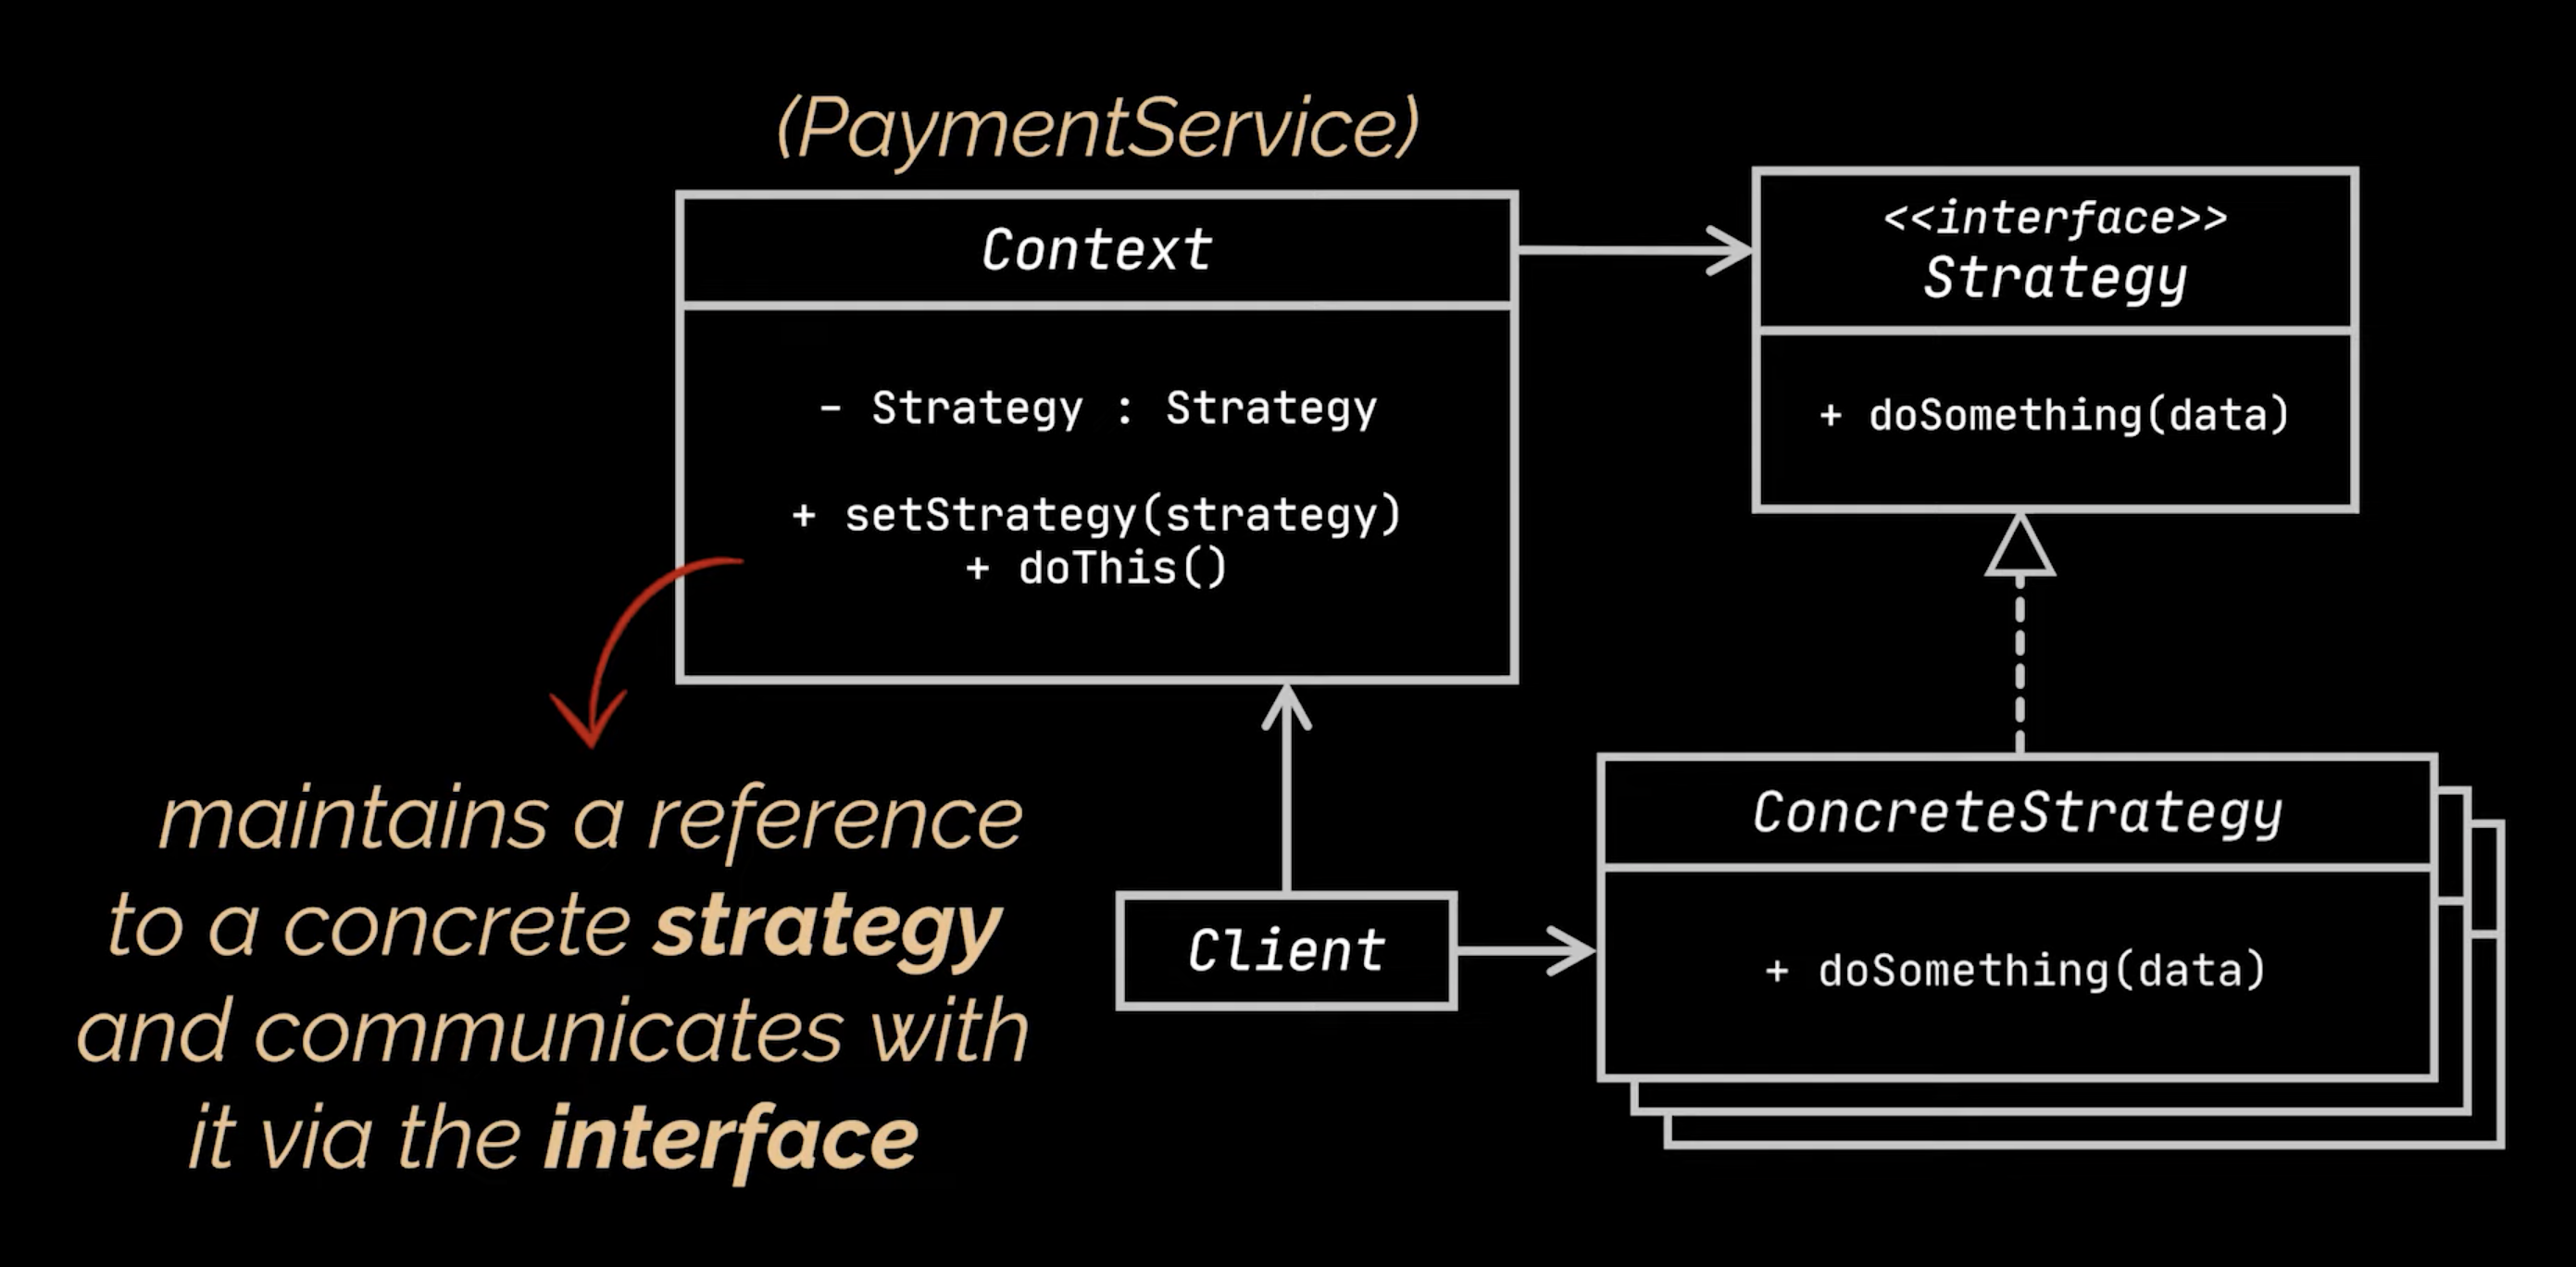 (PaymentService)
Context
- Strategy : Strategy
+ setStrategy(strategy)
+ doThis()
<<interface>>
Strategy
+ doSomething(data)
maintains a reference
to a concrete strategy
and communicates with
it via the interface
Client
ConcreteStrategy
+ doSomething(data)